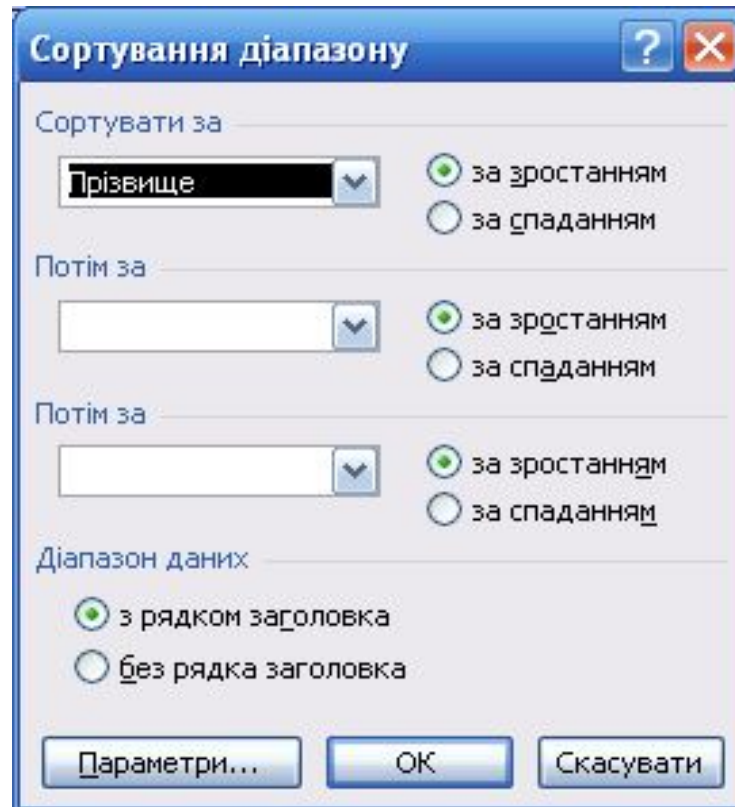 Сортування діапазону
Сортувати за
Прізвище
за зростанням
за спаданням
Потім за
за зростанням
за спаданням
Потім за
за зростанням
за спаданням
Діапазон даних
з рядком заголовка
без рядка заголовка
Параметри... ОК Скасувати